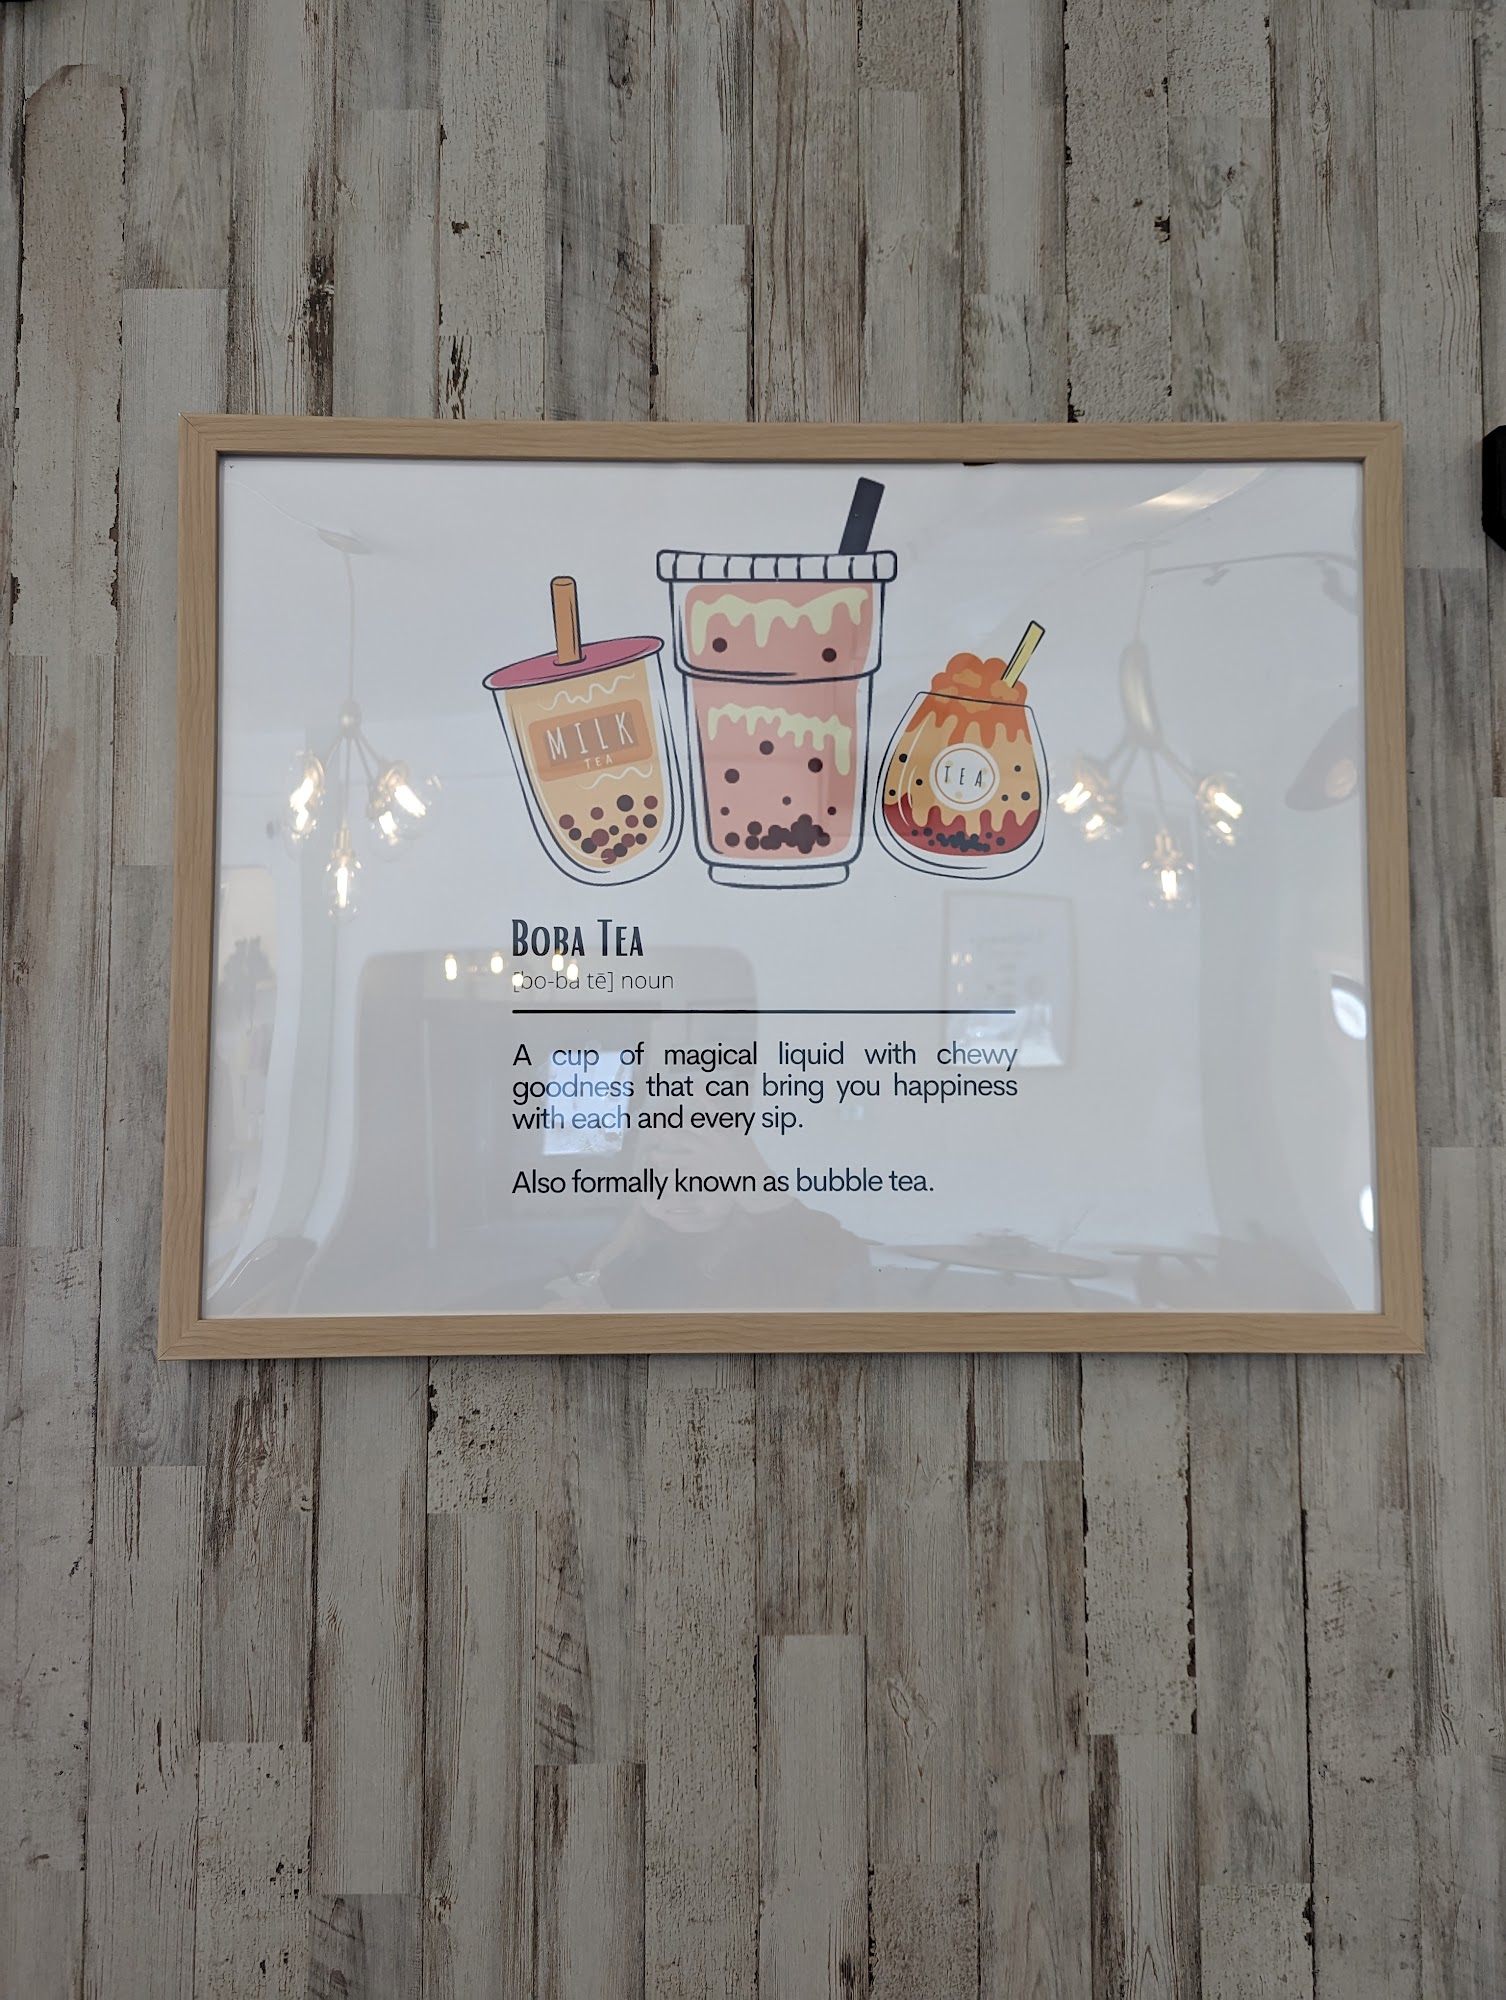 MILK
TEA
TEA
BOBA TEA
[bo-ba tē] noun
A cup of magical liquid with chewy
goodness that can bring you happiness
with each and every sip.
Also formally known as bubble tea.